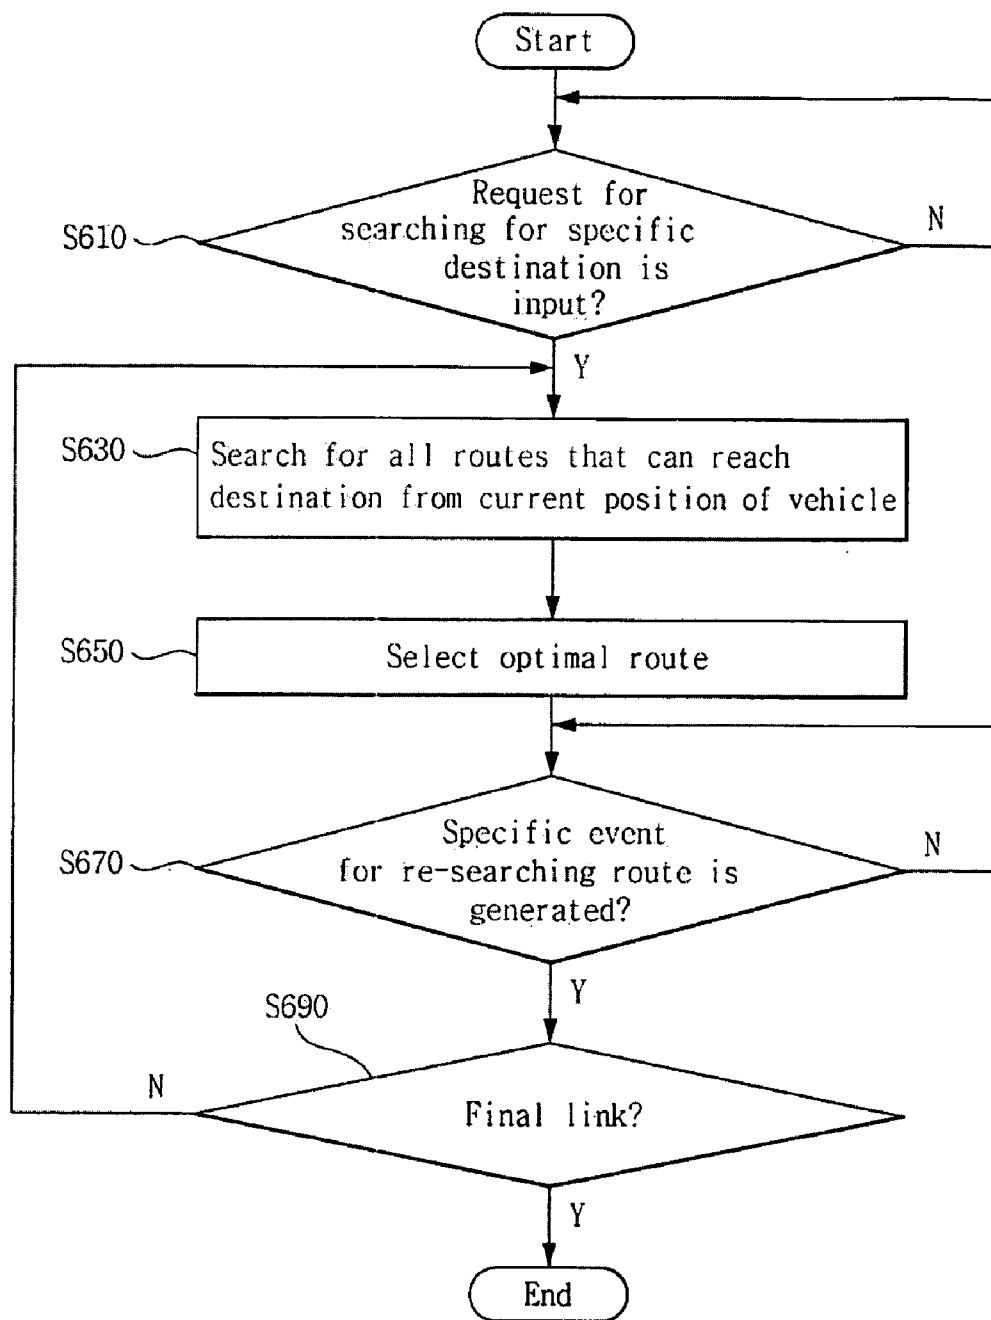 Start
Request for
searching for specific
destination is
input?
S610
N
Y
S630
Search for all routes that can reach
destination from current position of vehicle
S650
Select optimal route
Specific event
for re-searching route is
generated?
S670
N
Y
S690
N
Final link?
Y
End